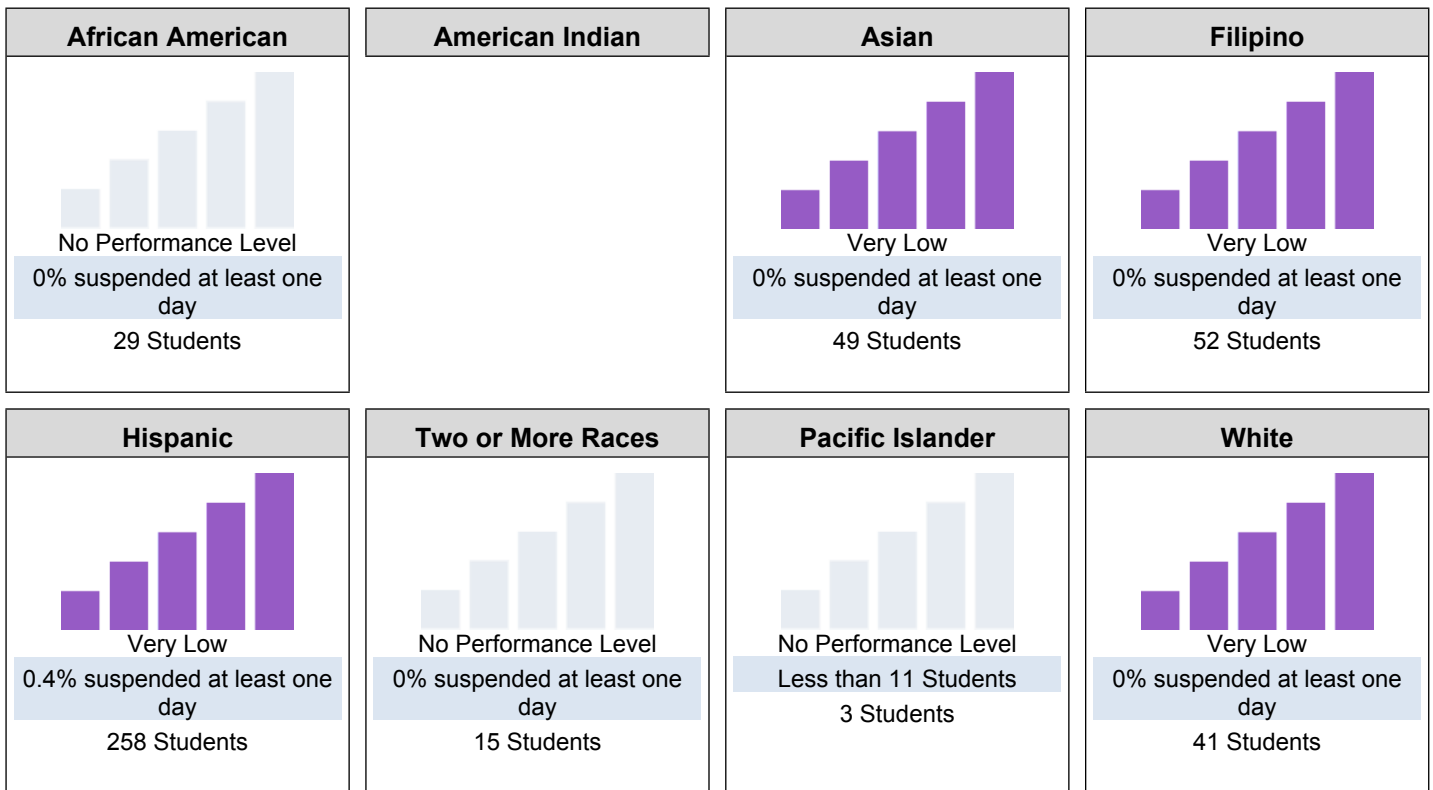 African American
No Performance Level
0% suspended at least one
day
29 Students
American Indian
Asian
Very Low
0% suspended at least one
day
49 Students
Filipino
Very Low
0% suspended at least one
day
52 Students
Hispanic
Very Low
0.4% suspended at least one
day
258 Students
Two or More Races
No Performance Level
0% suspended at least one
day
15 Students
Pacific Islander
No Performance Level
Less than 11 Students
3 Students
White
Very Low
0% suspended at least one
day
41 Students